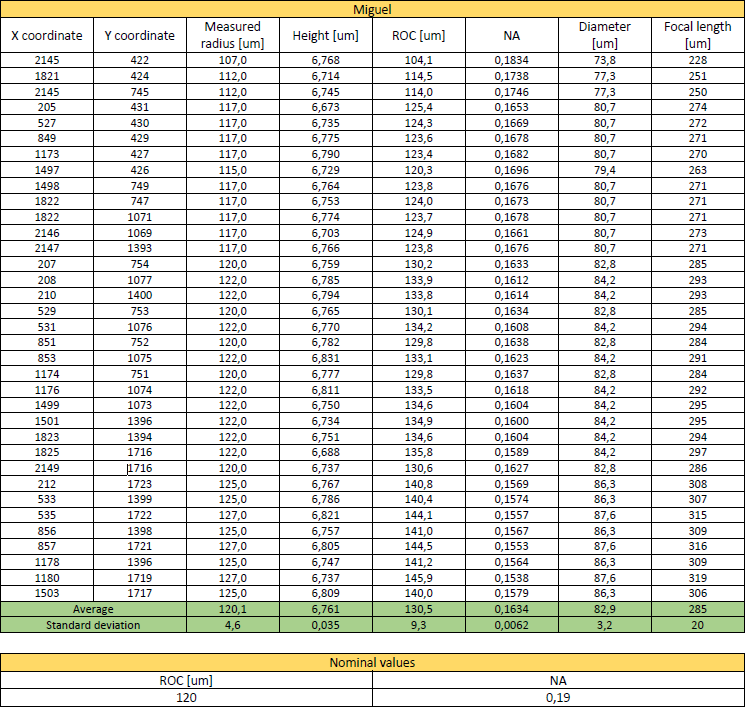 Miguel
X coordinate Y coordinate Measured radius [um] Height [um] ROC [um] NA Diameter [um] Focal length [um]
2145 422 107,0 6,768 104,1 0,1834 73,8 228
1821 424 112,0 6,714 114,5 0,1738 77,3 251
2145 745 112,0 6,745 114,0 0,1746 77,3 250
205 431 117,0 6,673 125,4 0,1653 80,7 274
527 430 117,0 6,735 124,3 0,1669 80,7 272
849 429 117,0 6,775 123,6 0,1678 80,7 271
1173 427 117,0 6,790 123,4 0,1682 80,7 270
1497 426 115,0 6,729 120,3 0,1696 79,4 263
1498 749 117,0 6,764 123,8 0,1676 80,7 271
1822 747 117,0 6,753 124,0 0,1673 80,7 271
1822 1071 117,0 6,774 123,7 0,1678 80,7 271
2146 1069 117,0 6,703 124,9 0,1661 80,7 273
2147 1393 117,0 6,766 123,8 0,1676 80,7 271
207 754 120,0 6,759 130,2 0,1633 82,8 285
208 1077 122,0 6,785 133,9 0,1612 84,2 293
210 1400 122,0 6,794 133,8 0,1614 84,2 293
529 753 120,0 6,765 130,1 0,1634 82,8 285
531 1076 122,0 6,770 134,2 0,1608 84,2 294
851 752 120,0 6,782 129,8 0,1638 82,8 284
853 1075 122,0 6,831 133,1 0,1623 84,2 291
1174 751 120,0 6,777 129,8 0,1637 82,8 284
1176 1074 122,0 6,811 133,5 0,1618 84,2 292
1499 1073 122,0 6,750 134,6 0,1604 84,2 295
1501 1396 122,0 6,734 134,9 0,1600 84,2 295
1823 1394 122,0 6,751 134,6 0,1604 84,2 294
1825 1716 122,0 6,688 135,8 0,1589 84,2 297
2149 1716 120,0 6,737 130,6 0,1627 82,8 286
212 1723 125,0 6,767 140,8 0,1569 86,3 308
533 1399 125,0 6,786 140,4 0,1574 86,3 307
535 1722 127,0 6,821 144,1 0,1557 87,6 315
856 1398 125,0 6,757 141,0 0,1567 86,3 309
857 1721 127,0 6,805 144,5 0,1553 87,6 316
1178 1396 125,0 6,747 141,2 0,1564 86,3 309
1180 1719 127,0 6,737 145,9 0,1538 87,6 319
1503 1717 125,0 6,809 140,0 0,1579 86,3 306
Average 120,1 6,761 130,5 0,1634 82,9 285
Standard deviation 4,6 0,035 9,3 0,0062 3,2 20
Nominal values
ROC [um] NA
120 0,19